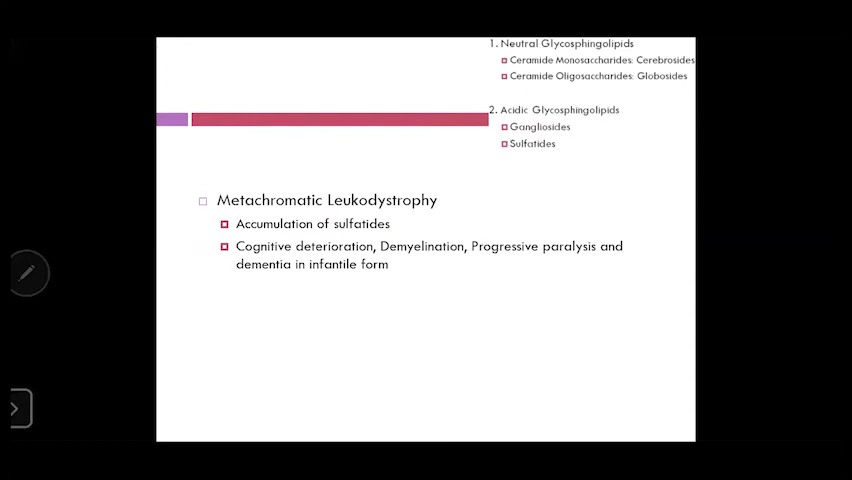 1. Neutral Glycosphingolipids
Ceramide Monosaccharides: Cerebrosides
Ceramide Oligosaccharides: Globosides
2. Acidic Glycosphingolipids
Gangliosides
Sulfatides
Metachromatic Leukodystrophy
Accumulation of sulfatides
Cognitive deterioration, Demyelination, Progressive paralysis and
dementia in infantile form